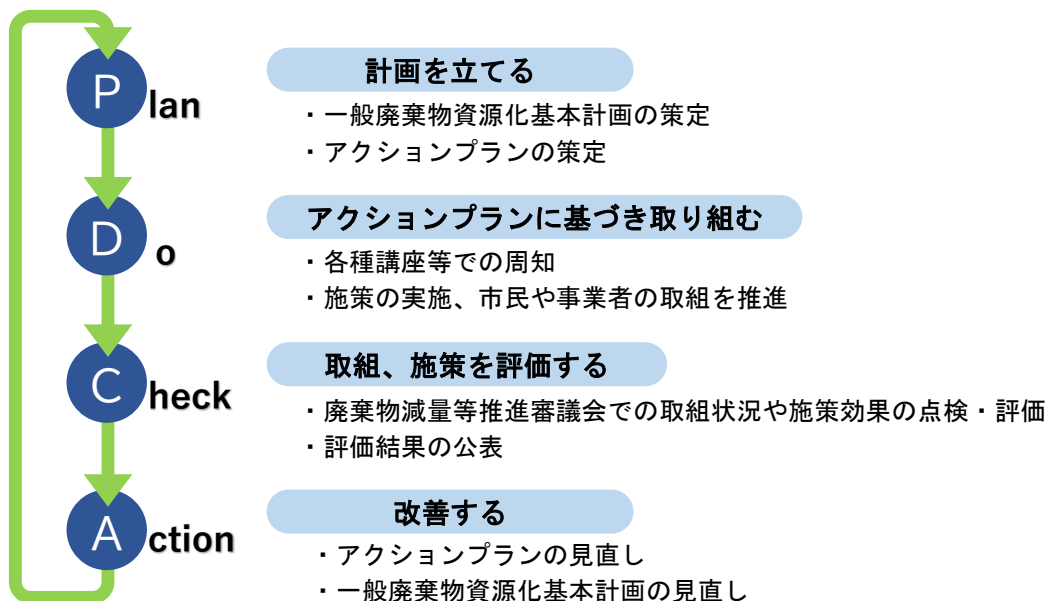 計画を立てる
Plan
・一般廃棄物資源化基本計画の策定
・アクションプランの策定
アクションプランに基づき取り組む
Do
・各種講座等での周知
・施策の実施、市民や事業者の取組を推進
取組、施策を評価する
Check
・廃棄物減量等推進審議会での取組状況や施策効果の点検・評価
・評価結果の公表
改善する
Action
・アクションプランの見直し
・一般廃棄物資源化基本計画の見直し